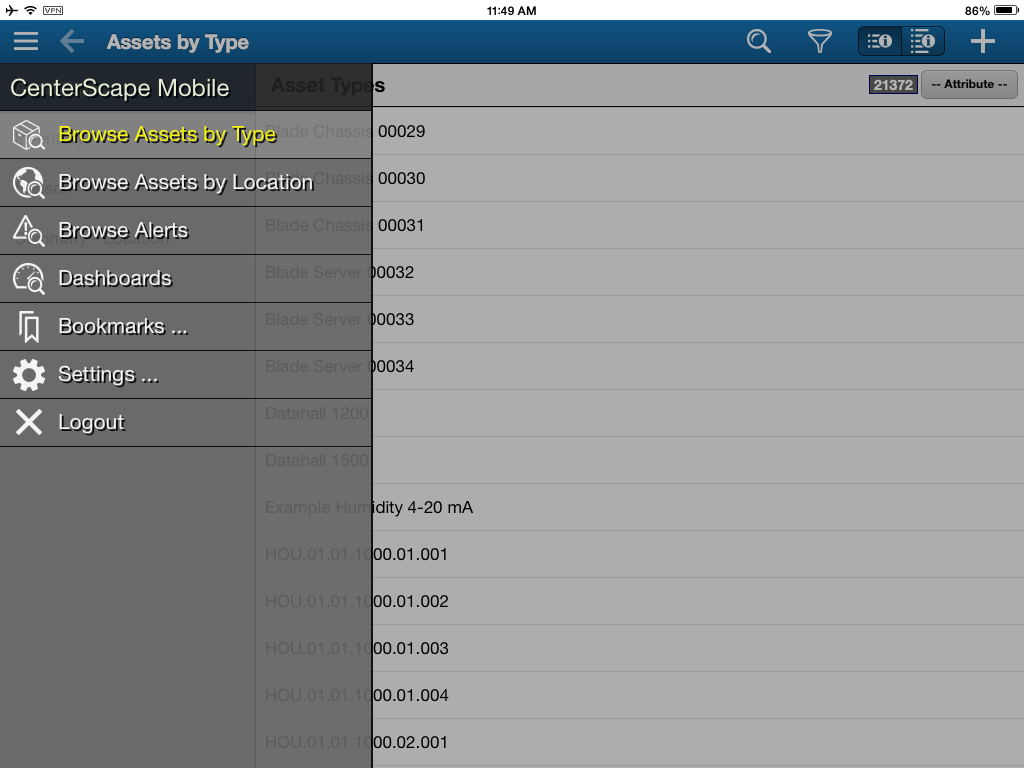 VPN
11:49 AM
86%
Assets by Type
CenterScape Mobile
Asset Types
21372
-- Attribute --
Browse Assets by Type
Browse Assets by Location
Browse Alerts
Dashboards
Bookmarks ...
Settings ...
Logout
Blade Chassis 00029
Blade Chassis 00030
Blade Chassis 00031
Blade Server 00032
Blade Server 00033
Blade Server 00034
Datahall 1200
Datahall 1500
Example Humidity 4-20 mA
HOU.01.01.1000.01.001
HOU.01.01.1000.01.002
HOU.01.01.1000.01.003
HOU.01.01.1000.01.004
HOU.01.01.1000.02.001